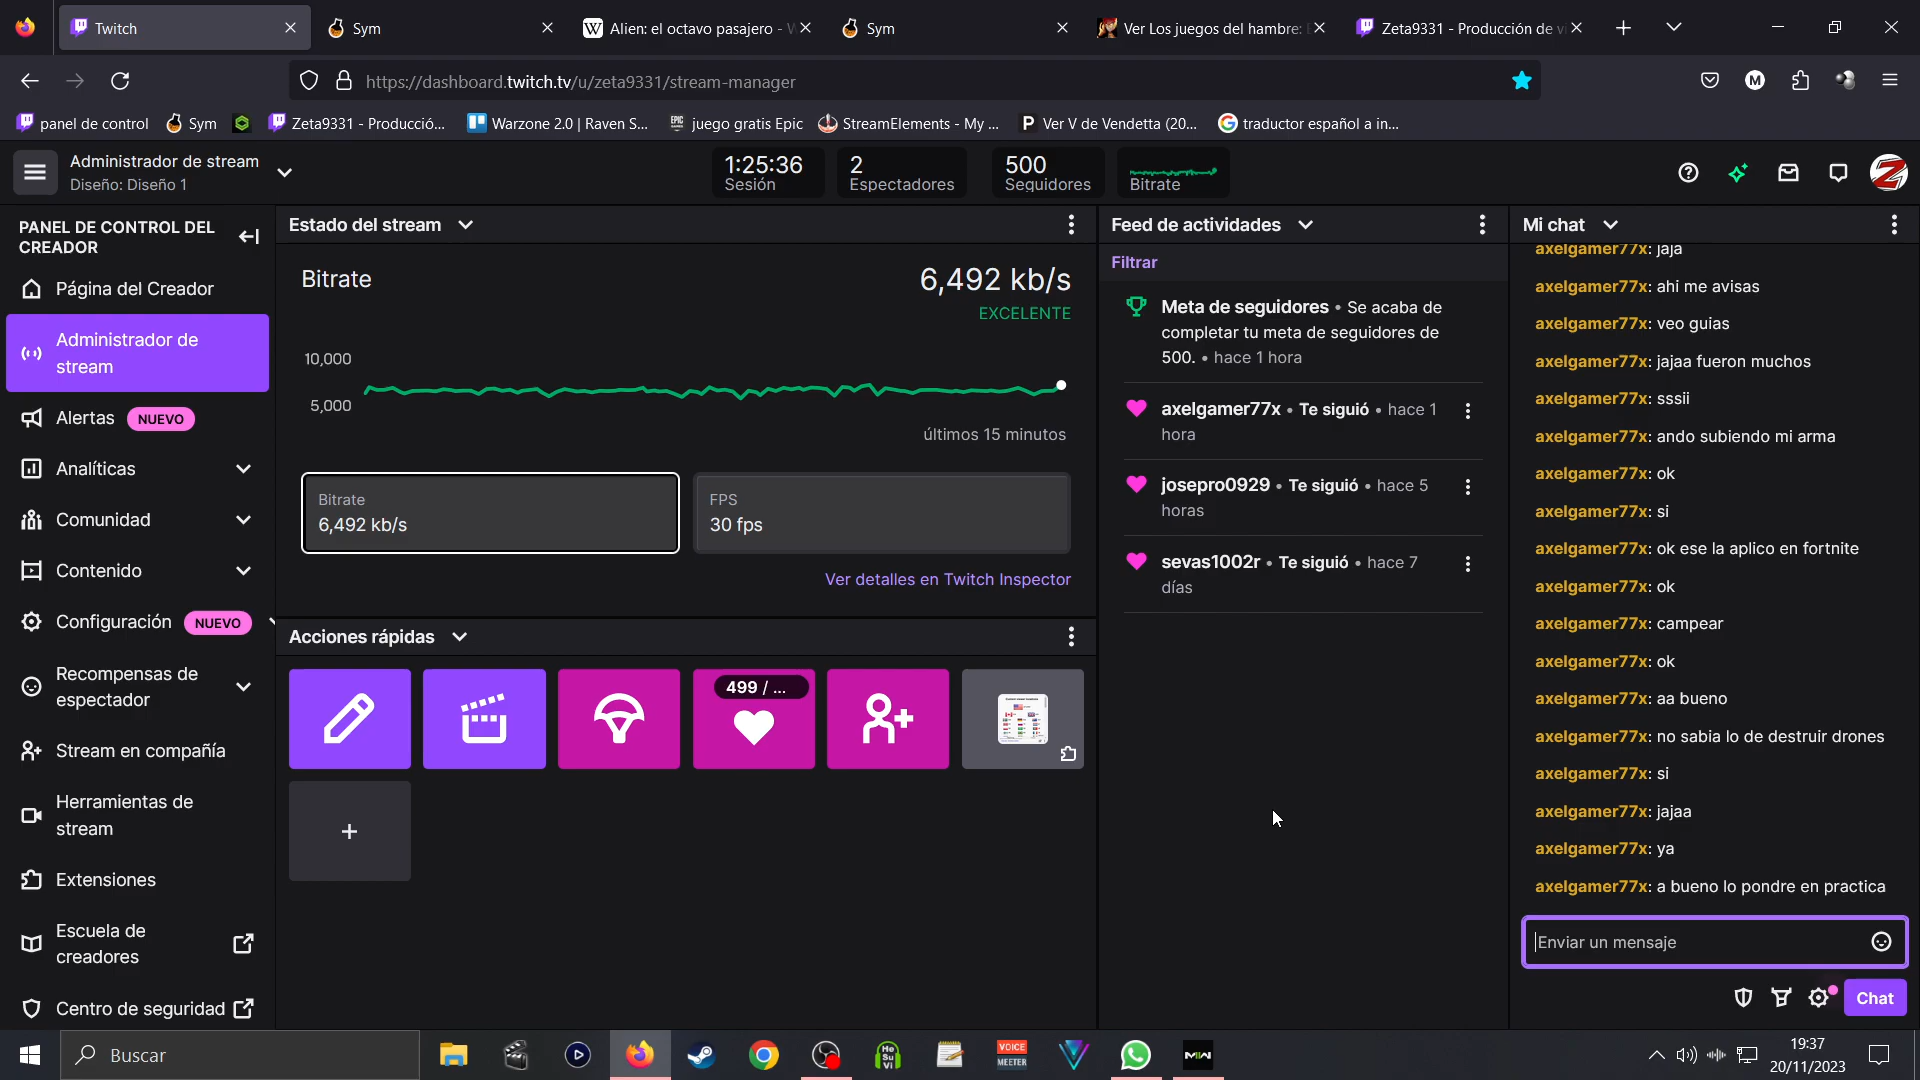 Twitch
Sym
Alien: el octavo pasajero - W
Sym
Ver Los juegos del hambre:
Zeta9331 - Producción de vi
https://dashboard.twitch.tv/u/zeta9331/stream-manager
panel de control
Sym
Zeta9331 - Producció...
Warzone 2.0 | Raven S...
juego gratis Epic
StreamElements - My ...
Ver V de Vendetta (20...
traductor español a in...
Administrador de stream
Diseño: Diseño 1
1:25:36
Sesión
2
Espectadores
500
Seguidores
Bitrate
PANEL DE CONTROL DEL
CREADOR
Página del Creador
Administrador de
stream
Alertas NUEVO
Analíticas
Comunidad
Contenido
Configuración NUEVO
Recompensas de
espectador
Stream en compañía
Herramientas de
stream
Extensiones
Escuela de
creadores
Centro de seguridad
Estado del stream
Bitrate
6,492 kb/s
EXCELENTE
10,000
5,000
últimos 15 minutos
Bitrate
6,492 kb/s
FPS
30 fps
Ver detalles en Twitch Inspector
Acciones rápidas
499 / ...
Feed de actividades
Filtrar
Meta de seguidores • Se acaba de
completar tu meta de seguidores de
500. • hace 1 hora
axelgamer77x • Te siguió • hace 1
hora
josepro0929 • Te siguió • hace 5
horas
sevas1002r • Te siguió • hace 7
días
Mi chat
axelgamer77x: jaja
axelgamer77x: ahi me avisas
axelgamer77x: veo guias
axelgamer77x: jajaa fueron muchos
axelgamer77x: sssii
axelgamer77x: ando subiendo mi arma
axelgamer77x: ok
axelgamer77x: si
axelgamer77x: ok ese la aplico en fortnite
axelgamer77x: ok
axelgamer77x: campear
axelgamer77x: ok
axelgamer77x: aa bueno
axelgamer77x: no sabia lo de destruir drones
axelgamer77x: si
axelgamer77x: jajaa
axelgamer77x: ya
axelgamer77x: a bueno lo pondre en practica
Enviar un mensaje
Chat
Buscar
He
Su
Vi
VOICE
MEETER
19:37
20/11/2023